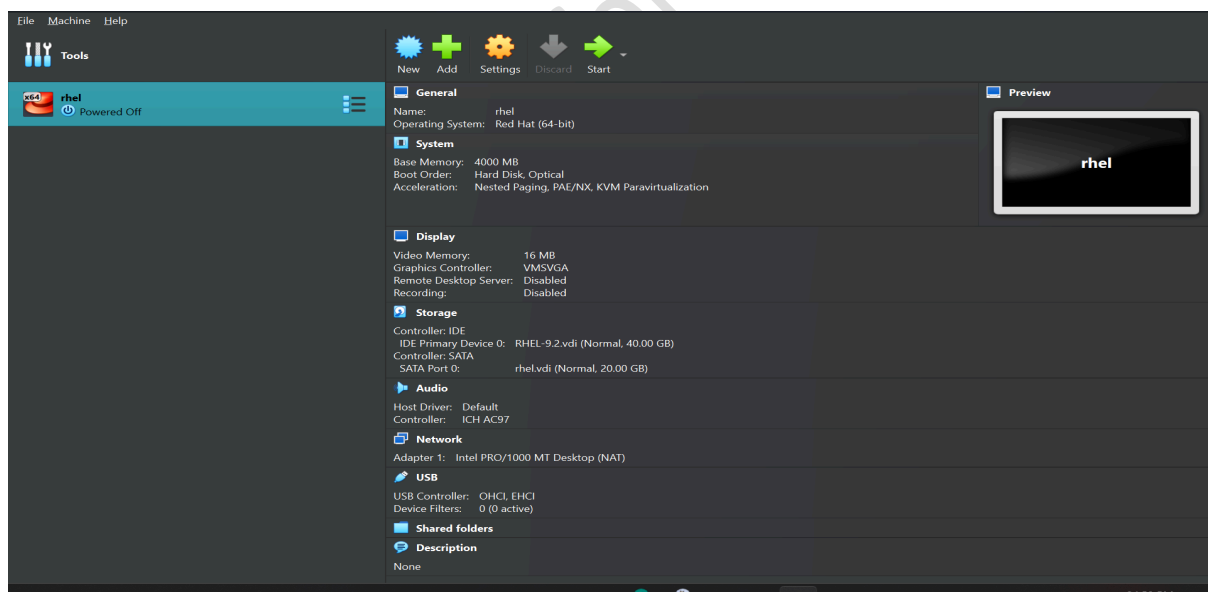 File Machine Help
Tools
New Add Settings Discard Start
x64
rhel
Powered Off
General
Name: rhel
Operating System: Red Hat (64-bit)
System
Base Memory: 4000 MB
Boot Order: Hard Disk, Optical
Acceleration: Nested Paging, PAE/NX, KVM Paravirtualization
Preview
rhel
Display
Video Memory: 16 MB
Graphics Controller: VMSVGA
Remote Desktop Server: Disabled
Recording: Disabled
Storage
Controller: IDE
IDE Primary Device 0: RHEL-9.2.vdi (Normal, 40.00 GB)
Controller: SATA
SATA Port 0: rhel.vdi (Normal, 20.00 GB)
Audio
Host Driver: Default
Controller: ICH AC97
Network
Adapter 1: Intel PRO/1000 MT Desktop (NAT)
USB
USB Controller: OHCI, EHCI
Device Filters: 0 (0 active)
Shared folders
Description
None